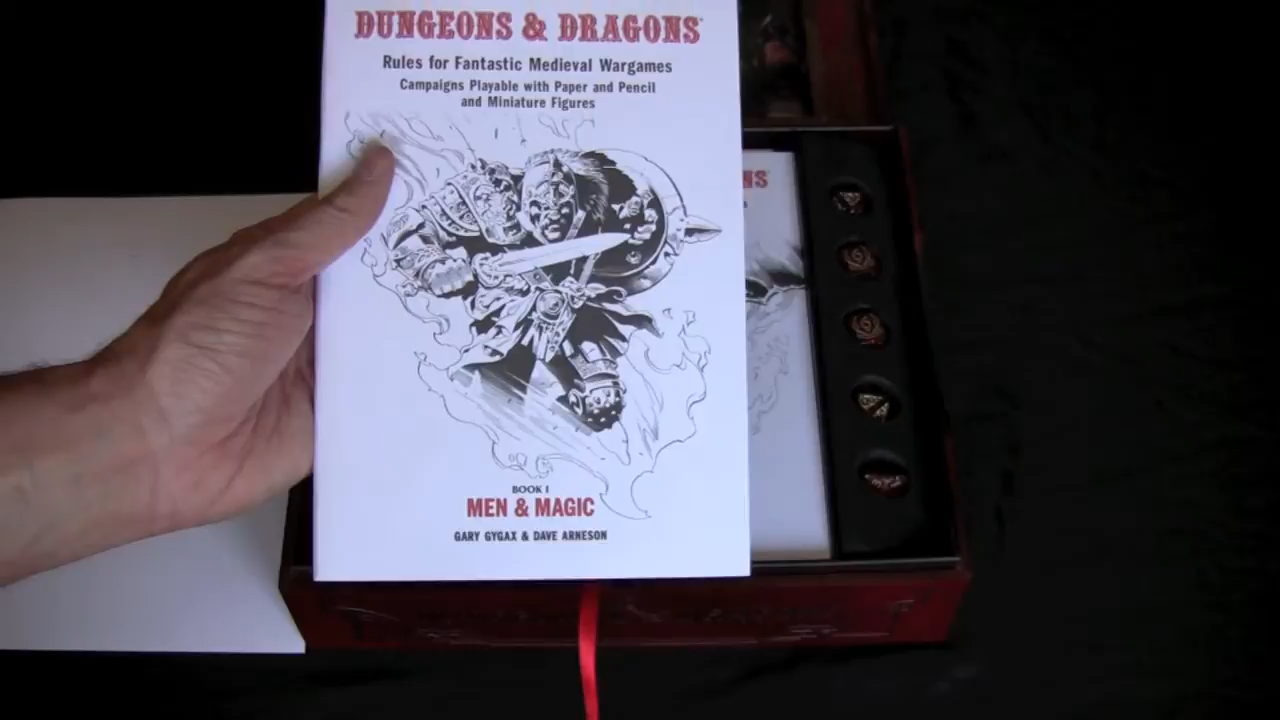 DUNGEONS & DRAGONS®
Rules for Fantastic Medieval Wargames
Campaigns Playable with Paper and Pencil
and Miniature Figures
NS
BOOK I
MEN & MAGIC
GARY GYGAX & DAVE ARNESON